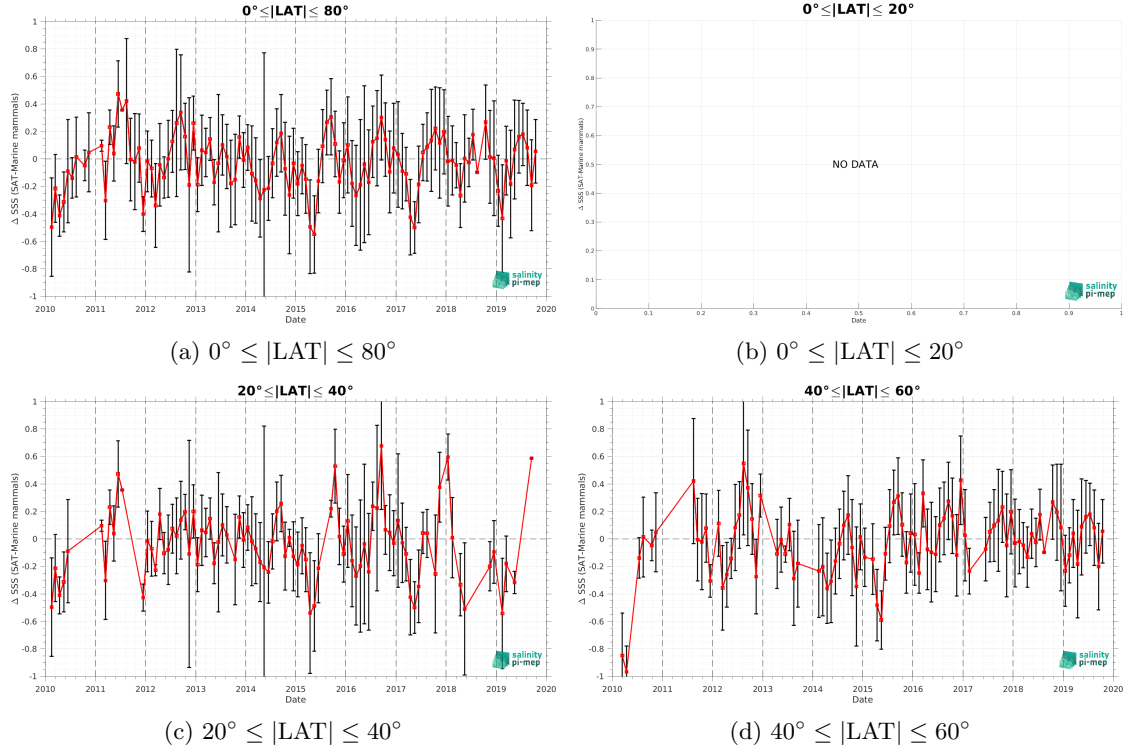 0°≤|LAT|≤ 80°
Δ SSS (SAT-Marine mammals)
1
0.8
0.6
0.4
0.2
0
-0.2
-0.4
-0.6
-0.8
-1
2010 2011 2012 2013 2014 2015 2016 2017 2018 2019 2020
Date
salinity
pi-mep
(a) 0° ≤ |LAT| ≤ 80°
0°≤|LAT|≤ 20°
Δ SSS (SAT-Marine mammals)
1
0.9
0.8
0.7
0.6
0.5
0.4
0.3
0.2
0.1
0
NO DATA
0 0.1 0.2 0.3 0.4 0.5 0.6 0.7 0.8 0.9 1
Date
salinity
pi-mep
(b) 0° ≤ |LAT| ≤ 20°
20°≤|LAT|≤ 40°
Δ SSS (SAT-Marine mammals)
1
0.8
0.6
0.4
0.2
0
-0.2
-0.4
-0.6
-0.8
-1
2010 2011 2012 2013 2014 2015 2016 2017 2018 2019 2020
Date
salinity
pi-mep
(c) 20° ≤ |LAT| ≤ 40°
40°≤|LAT|≤ 60°
Δ SSS (SAT-Marine mammals)
1
0.8
0.6
0.4
0.2
0
-0.2
-0.4
-0.6
-0.8
-1
2010 2011 2012 2013 2014 2015 2016 2017 2018 2019 2020
Date
salinity
pi-mep
(d) 40° ≤ |LAT| ≤ 60°